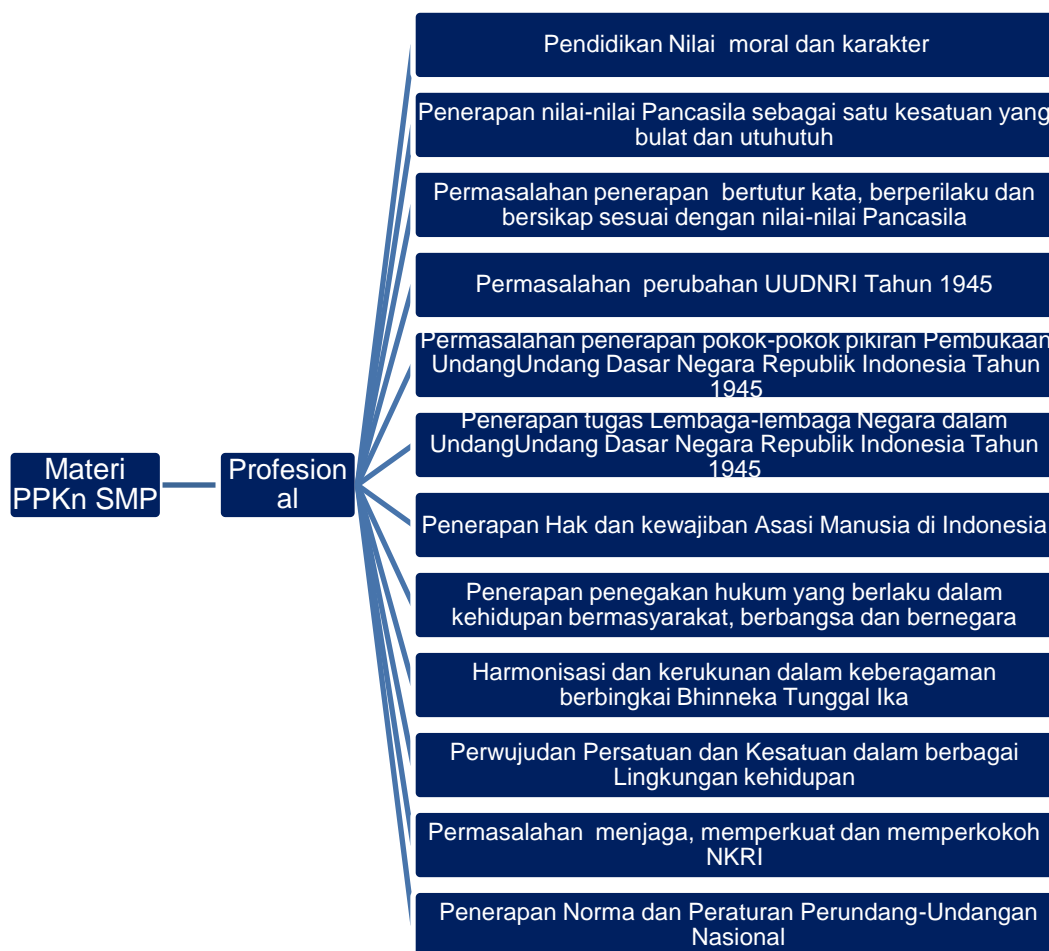 Pendidikan Nilai  moral dan karakter
Penerapan nilai-nilai Pancasila sebagai satu kesatuan yang
bulat dan utuhutuh
Permasalahan penerapan  bertutur kata, berperilaku dan
bersikap sesuai dengan nilai-nilai Pancasila
Permasalahan  perubahan UUDNRI Tahun 1945
Permasalahan penerapan pokok-pokok pikiran Pembukaan
UndangUndang Dasar Negara Republik Indonesia Tahun
1945
Penerapan tugas Lembaga-lembaga Negara dalam
UndangUndang Dasar Negara Republik Indonesia Tahun
1945
Materi
PPKn SMP
Profesion
al
Penerapan Hak dan kewajiban Asasi Manusia di Indonesia
Penerapan penegakan hukum yang berlaku dalam
kehidupan bermasyarakat, berbangsa dan bernegara
Harmonisasi dan kerukunan dalam keberagaman
berbingkai Bhinneka Tunggal Ika
Perwujudan Persatuan dan Kesatuan dalam berbagai
Lingkungan kehidupan
Permasalahan  menjaga, memperkuat dan memperkokoh
NKRI
Penerapan Norma dan Peraturan Perundang-Undangan
Nasional